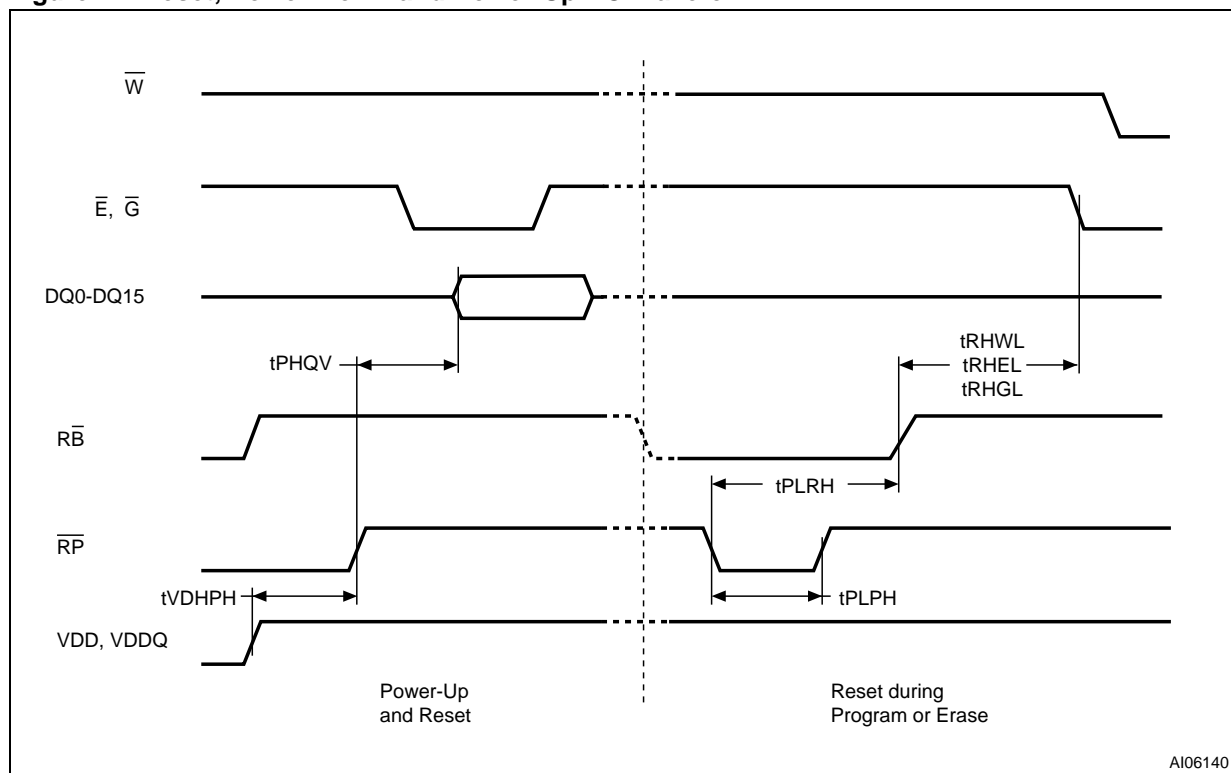 W̅
E̅, G̅
DQ0-DQ15
tPHQV
tRHWL
tRHEL
tRHGL
RB̅
tPLRH
R̅P̅
tVDHPH
tPLPH
VDD, VDDQ
Power-Up
and Reset
Reset during
Program or Erase
AI06140